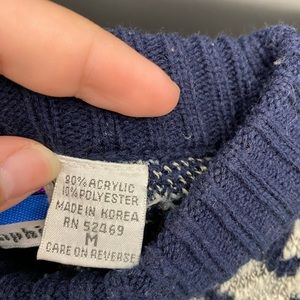 90% ACRYLIC
10% POLYESTER
MADE IN KOREA
RN 52469
M
CARE ON REVERSE